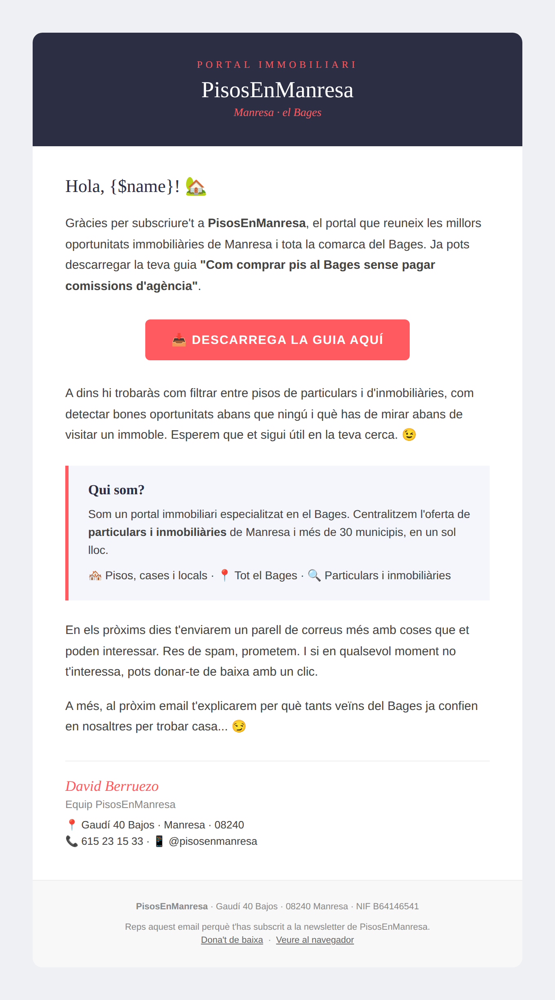 PORTAL IMMOBILIARI
PisosEnManresa
Manresa · el Bages
Hola, {$name}! 🏡
Gràcies per subscriure't a PisosEnManresa, el portal que reuneix les millors
oportunitats immobiliàries de Manresa i tota la comarca del Bages. Ja pots
descarregar la teva guia "Com comprar pis al Bages sense pagar
comissions d'agència".
📥 DESCARREGA LA GUIA AQUÍ
A dins hi trobaràs com filtrar entre pisos de particulars i d'inmobiliàries, com
detectar bones oportunitats abans que ningú i què has de mirar abans de
visitar un immoble. Esperem que et sigui útil en la teva cerca. 😉
Qui som?
Som un portal immobiliari especialitzat en el Bages. Centralitzem l'oferta de
particulars i inmobiliàries de Manresa i més de 30 municipis, en un sol
lloc.
🏘️ Pisos, cases i locals · 📍 Tot el Bages · 🔍 Particulars i inmobiliàries
En els pròxims dies t'enviarem un parell de correus més amb coses que et
poden interessar. Res de spam, prometem. I si en qualsevol moment no
t'interessa, pots donar-te de baixa amb un clic.
A més, al pròxim email t'explicarem per què tants veïns del Bages ja confien
en nosaltres per trobar casa... 😏
David Berruezo
Equip PisosEnManresa
📍 Gaudí 40 Bajos · Manresa · 08240
📞 615 23 15 33 · 📱 @pisosenmanresa
PisosEnManresa · Gaudí 40 Bajos · 08240 Manresa · NIF B64146541
Reps aquest email perquè t'has subscrit a la newsletter de PisosEnManresa.
Dona't de baixa · Veure al navegador